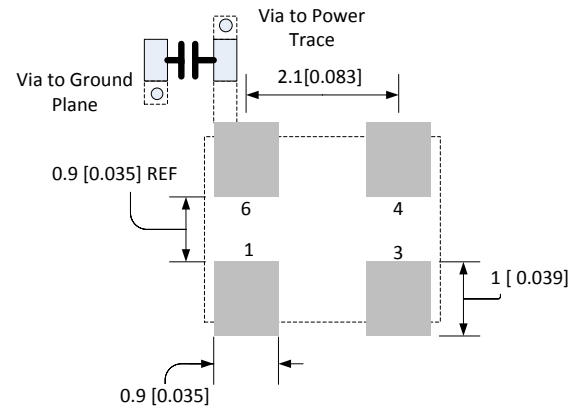 Via to Power
Trace
Via to Ground
Plane
2.1[0.083]
0.9 [0.035] REF
6
4
1
3
1 [ 0.039]
0.9 [0.035]